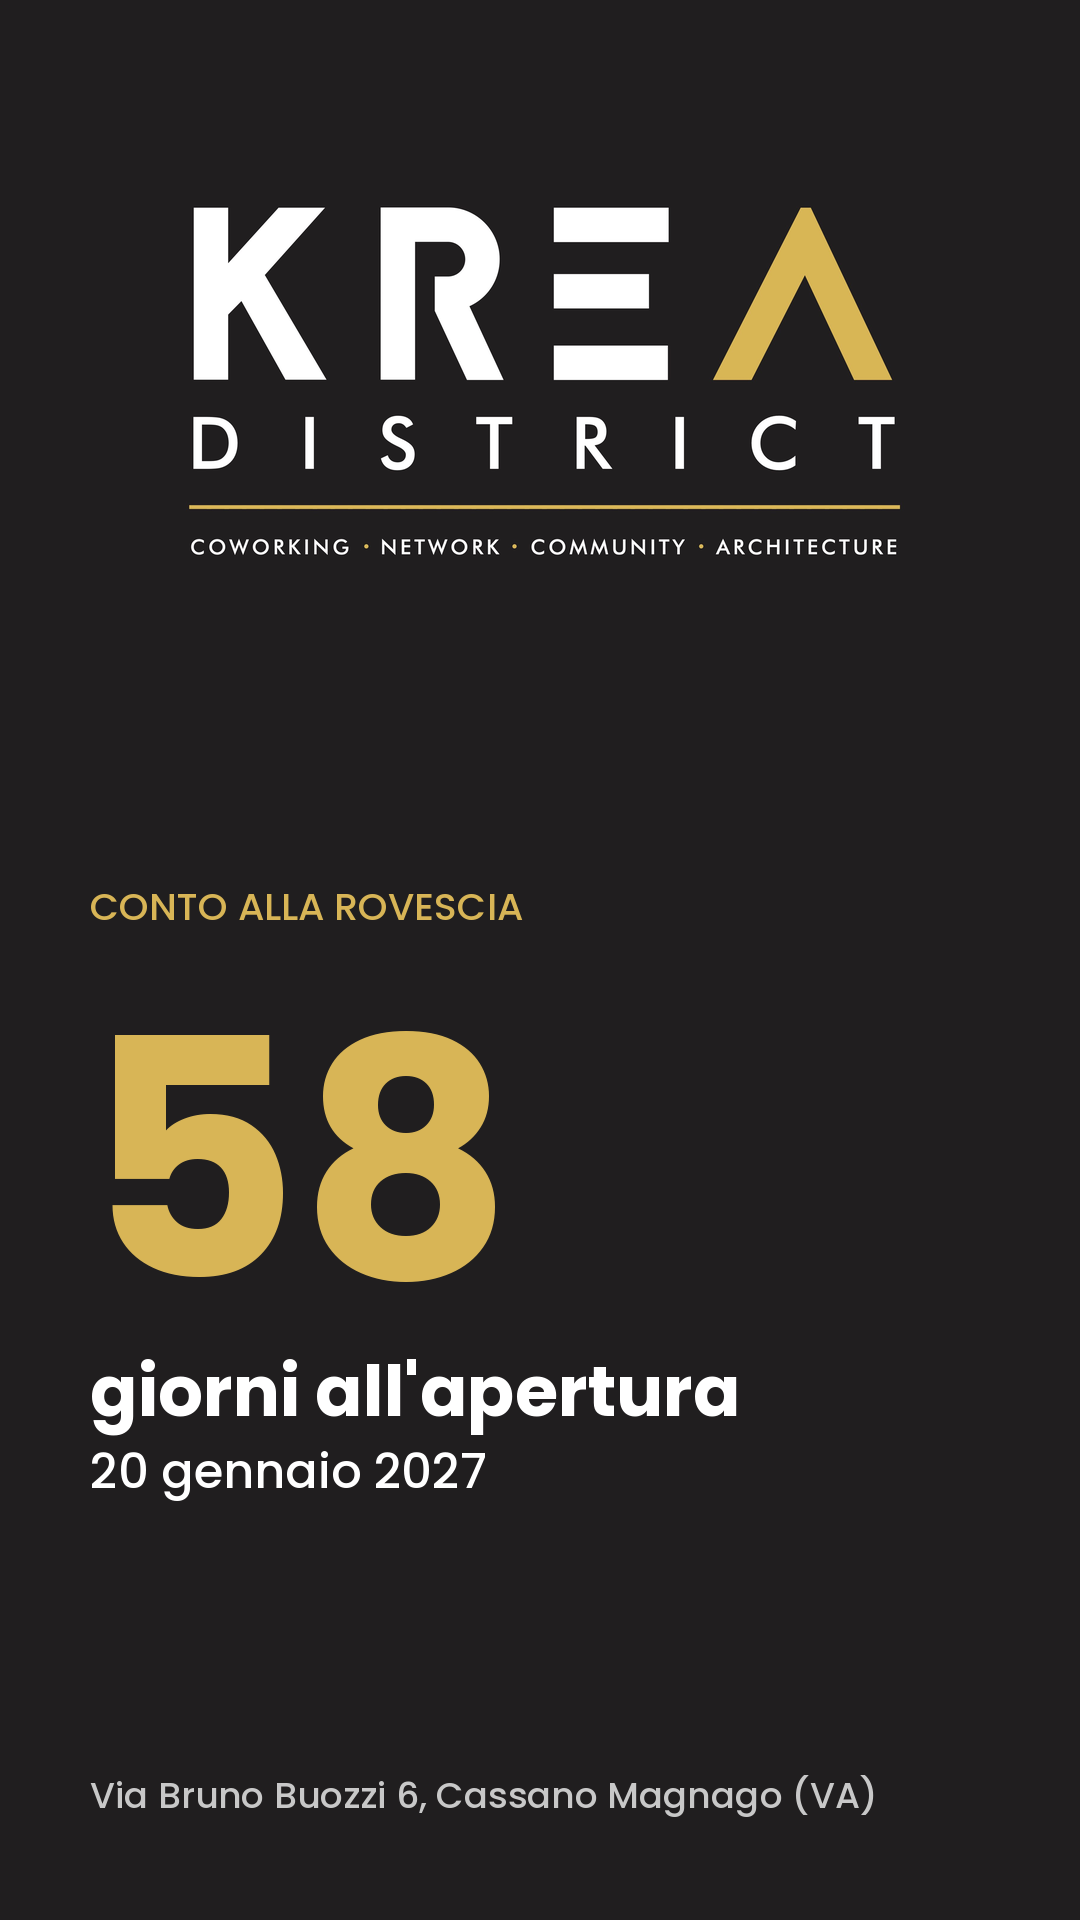 KREA
DISTRICT
COWORKING · NETWORK · COMMUNITY · ARCHITECTURE
CONTO ALLA ROVESCIA
58
giorni all'apertura
20 gennaio 2027
Via Bruno Buozzi 6, Cassano Magnago (VA)